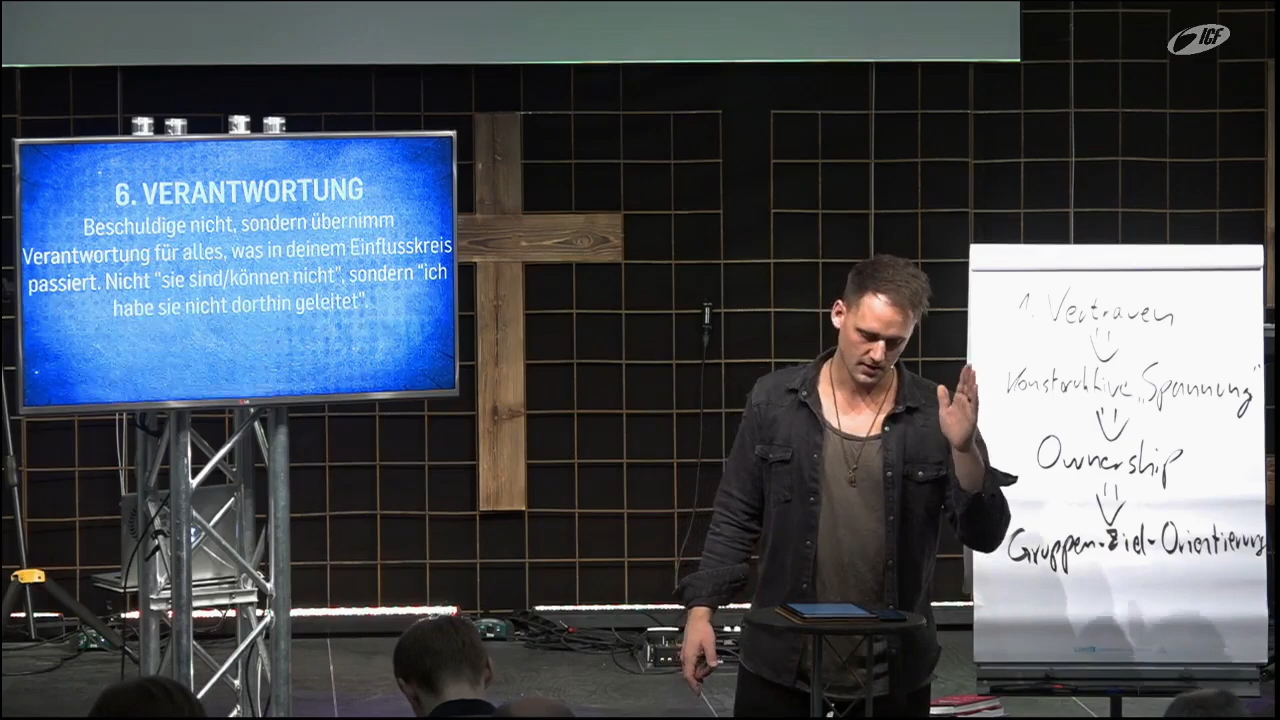 ICF
6. VERANTWORTUNG
Beschuldige nicht, sondern übernimm
Verantwortung für alles, was in deinem Einflusskreis
passiert. Nicht "sie sind/können nicht", sondern "ich
habe sie nicht dorthin geleitet".
1. Vertrauen
Konstruktive „Spannung"
Ownership
Gruppen-Ziel-Orientierung